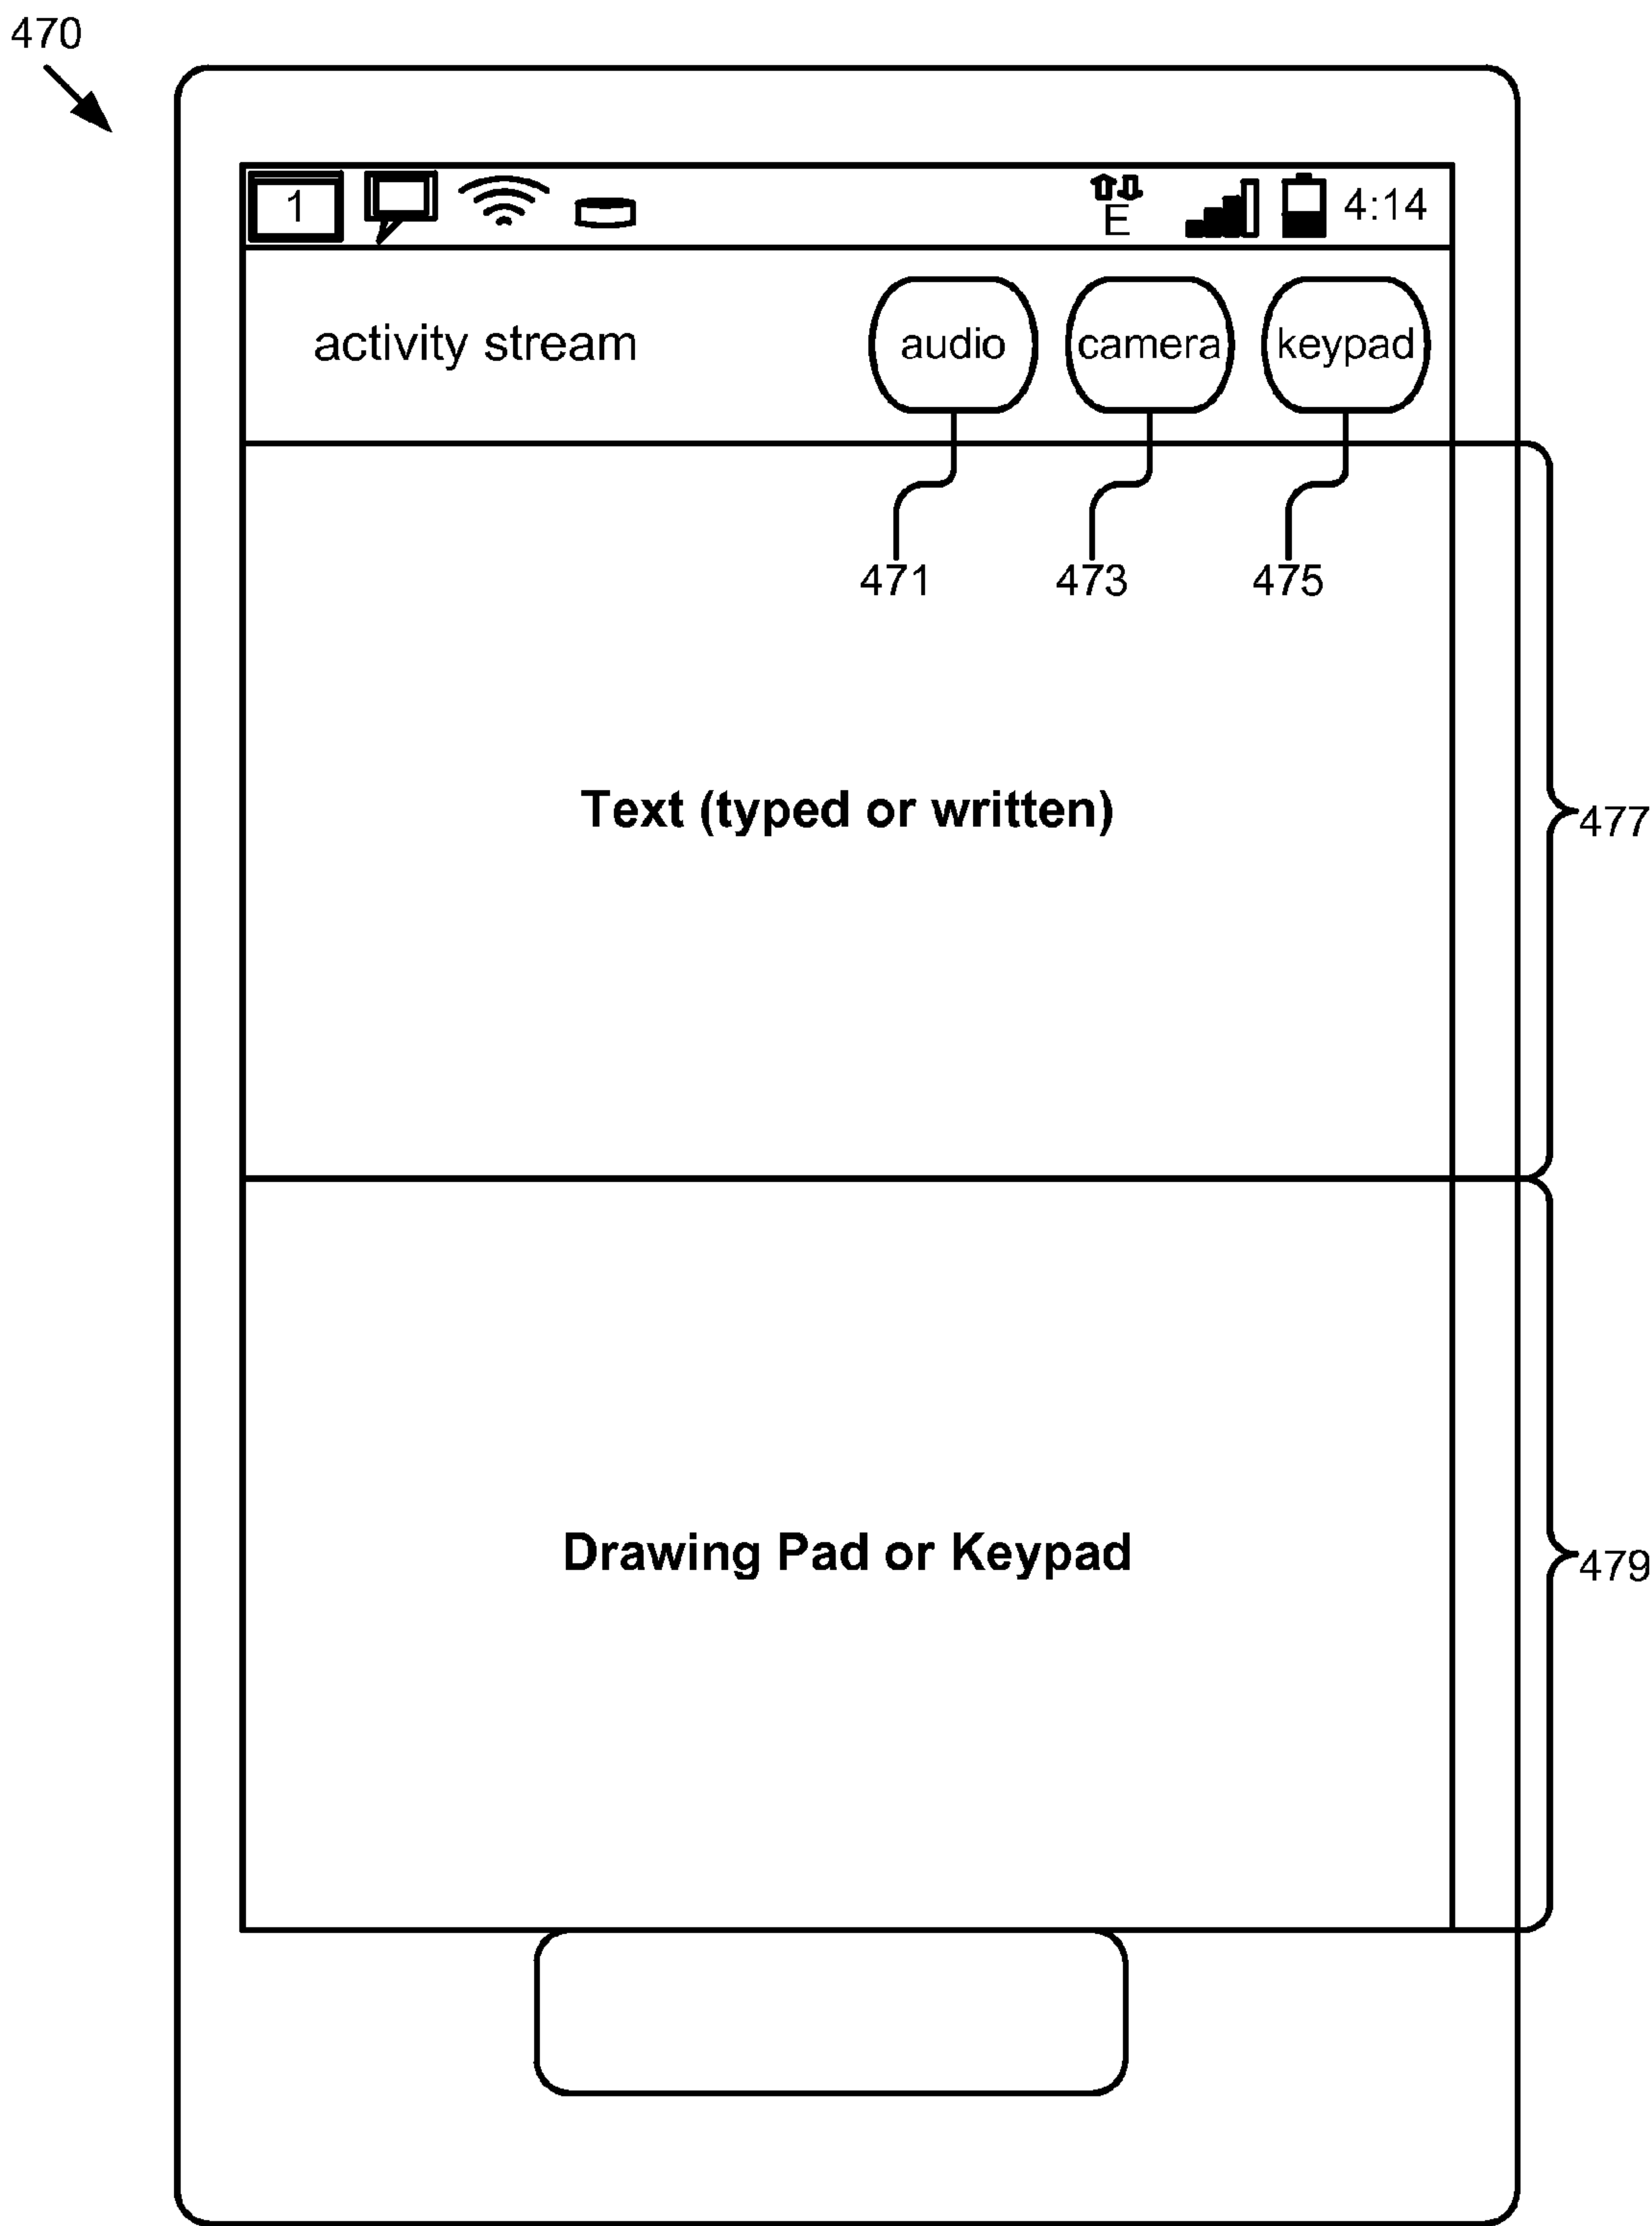 470
1
E
4:14
activity stream
audio
camera
keypad
471
473
475
Text (typed or written)
477
Drawing Pad or Keypad
479